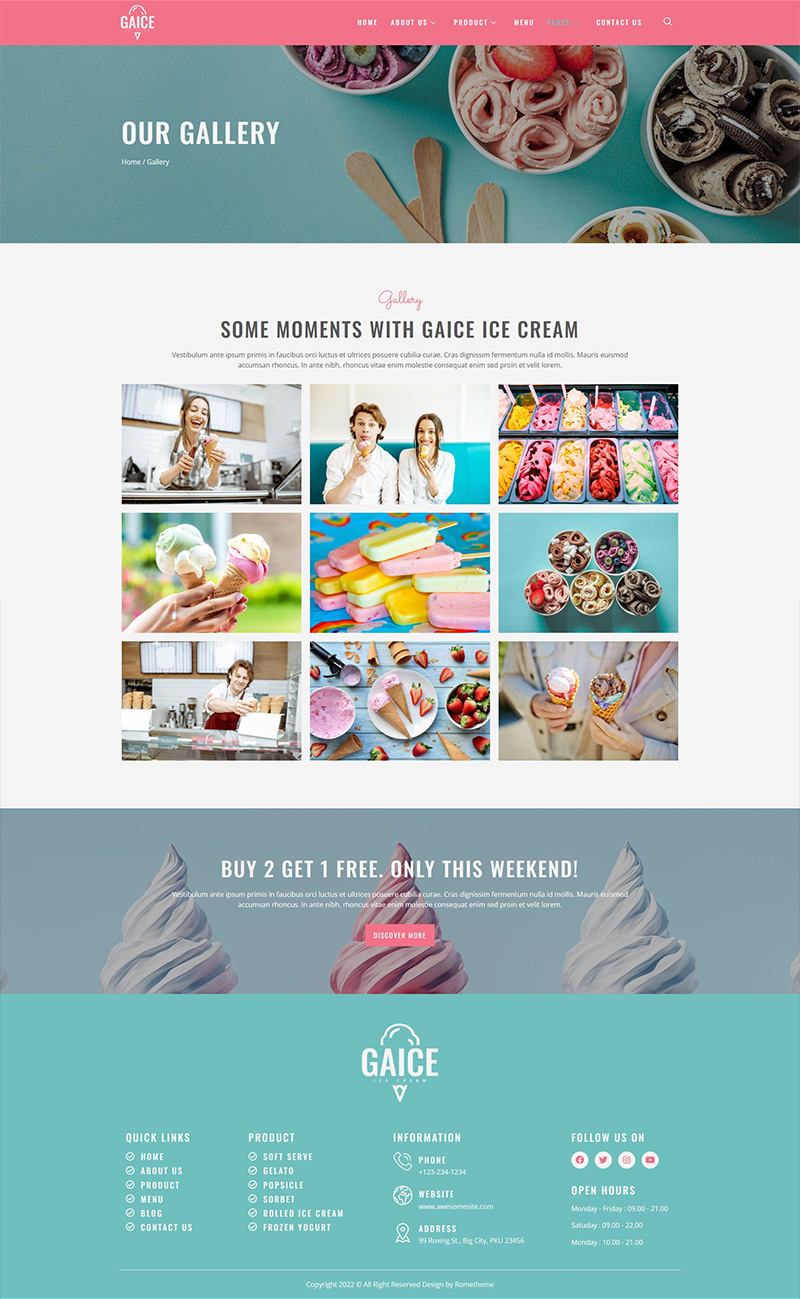 GAICE
HOME ABOUT US PRODUCT MENU PAGES CONTACT US
OUR GALLERY
Home / Gallery
Gallery
SOME MOMENTS WITH GAICE ICE CREAM
Vestibulum ante ipsum primis in faucibus orci luctus et ultrices posuere cubilia curae. Cras dignissim fermentum nulla id mollis. Mauris euismod
accumsan rhoncus. In ante nibh, rhoncus vitae enim molestie consequat enim sed proin et velit lorem.
BUY 2 GET 1 FREE. ONLY THIS WEEKEND!
Vestibulum ante ipsum primis in faucibus orci luctus et ultrices posuere cubilia curae. Cras dignissim fermentum nulla id mollis. Mauris euismod
accumsan rhoncus. In ante nibh, rhoncus vitae enim molestie consequat enim sed proin et velit lorem.
DISCOVER MORE
GAICE
ICE CREAM
QUICK LINKS
HOME
ABOUT US
PRODUCT
MENU
BLOG
CONTACT US
PRODUCT
SOFT SERVE
GELATO
POPSICLE
SORBET
ROLLED ICE CREAM
FROZEN YOGURT
INFORMATION
PHONE
+123-234-1234
WEBSITE
www.awesomesite.com
ADDRESS
99 Roving St., Big City, PKU 23456
FOLLOW US ON
OPEN HOURS
Monday - Friday : 09.00 - 21.00
Satuday : 09.00 - 22.00
Monday : 10.00 - 21.00
Copyright 2022 © All Right Reserved Design by Rometheme